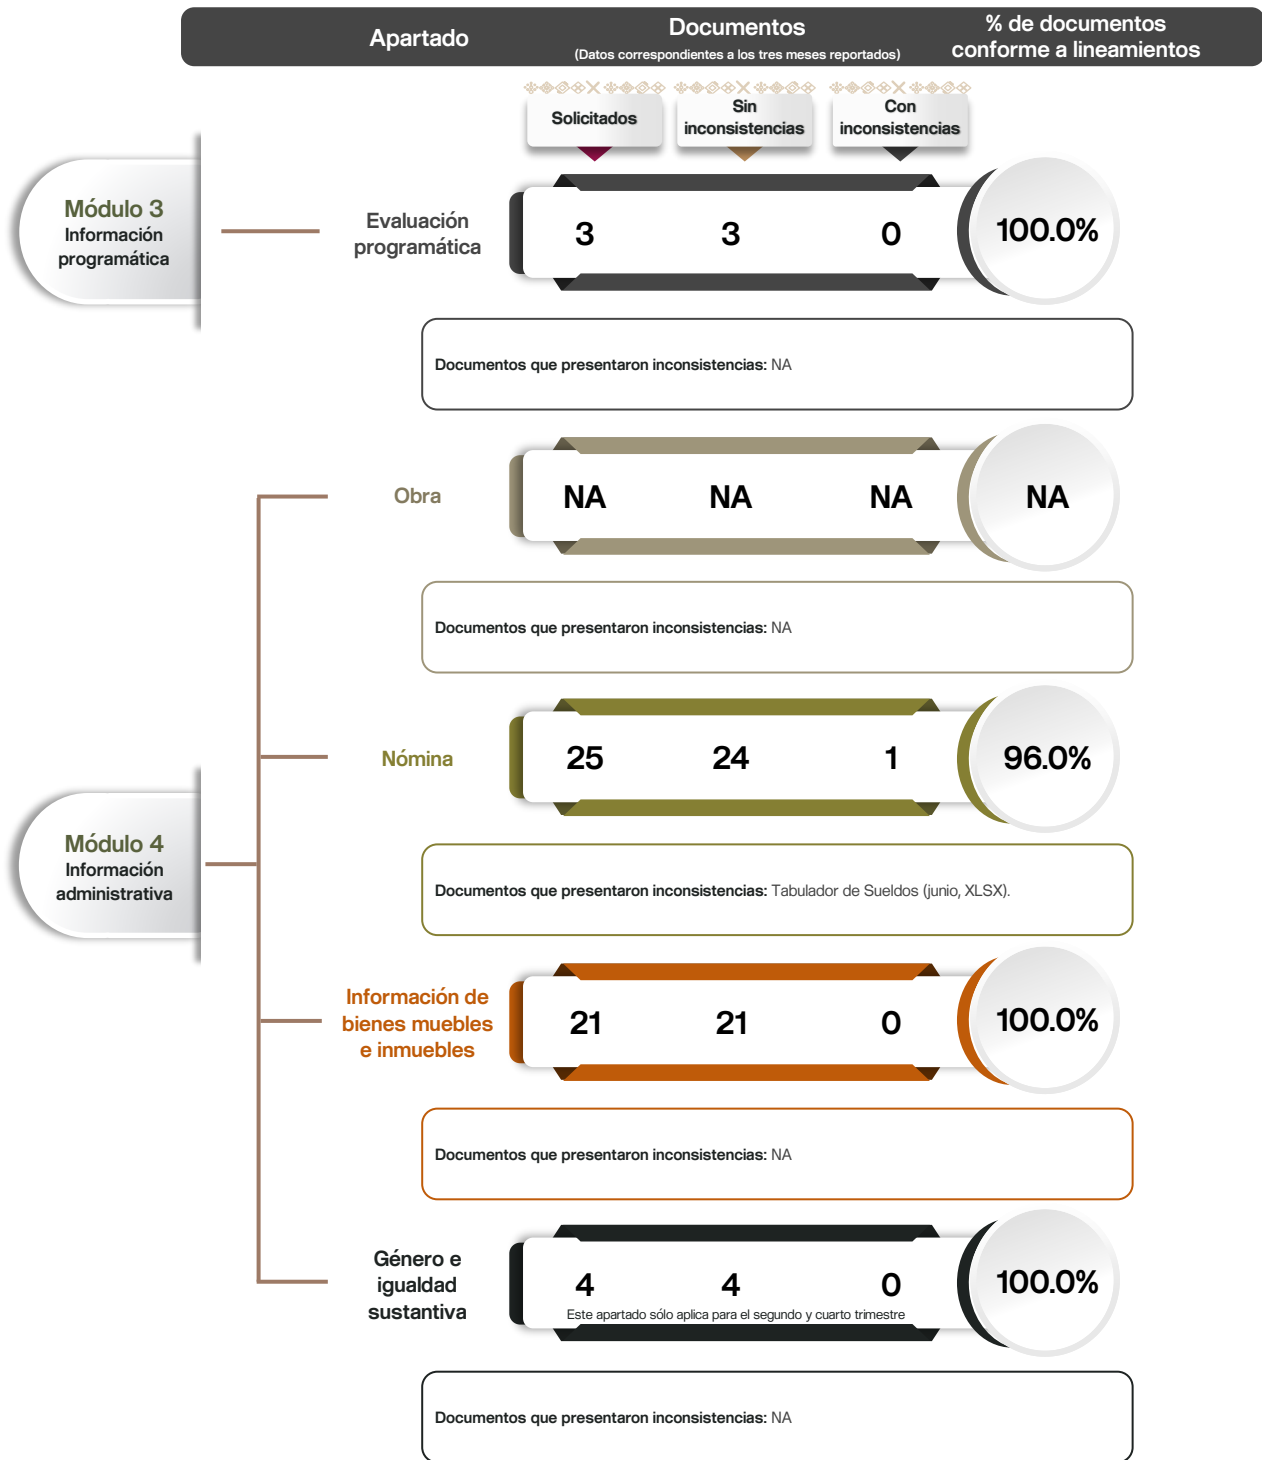 Apartado
Documentos
(Datos correspondientes a los tres meses reportados)
% de documentos
conforme a lineamientos
Solicitados
Sin
inconsistencias
Con
inconsistencias
Módulo 3
Información
programática
Evaluación
programática
3 3 0 100.0%
Documentos que presentaron inconsistencias: NA
Obra
NA NA NA NA
Documentos que presentaron inconsistencias: NA
Módulo 4
Información
administrativa
Nómina
25 24 1 96.0%
Documentos que presentaron inconsistencias: Tabulador de Sueldos (junio, XLSX).
Información de
bienes muebles
e inmuebles
21 21 0 100.0%
Documentos que presentaron inconsistencias: NA
Género e
igualdad
sustantiva
4 4 0 100.0%
Este apartado sólo aplica para el segundo y cuarto trimestre
Documentos que presentaron inconsistencias: NA